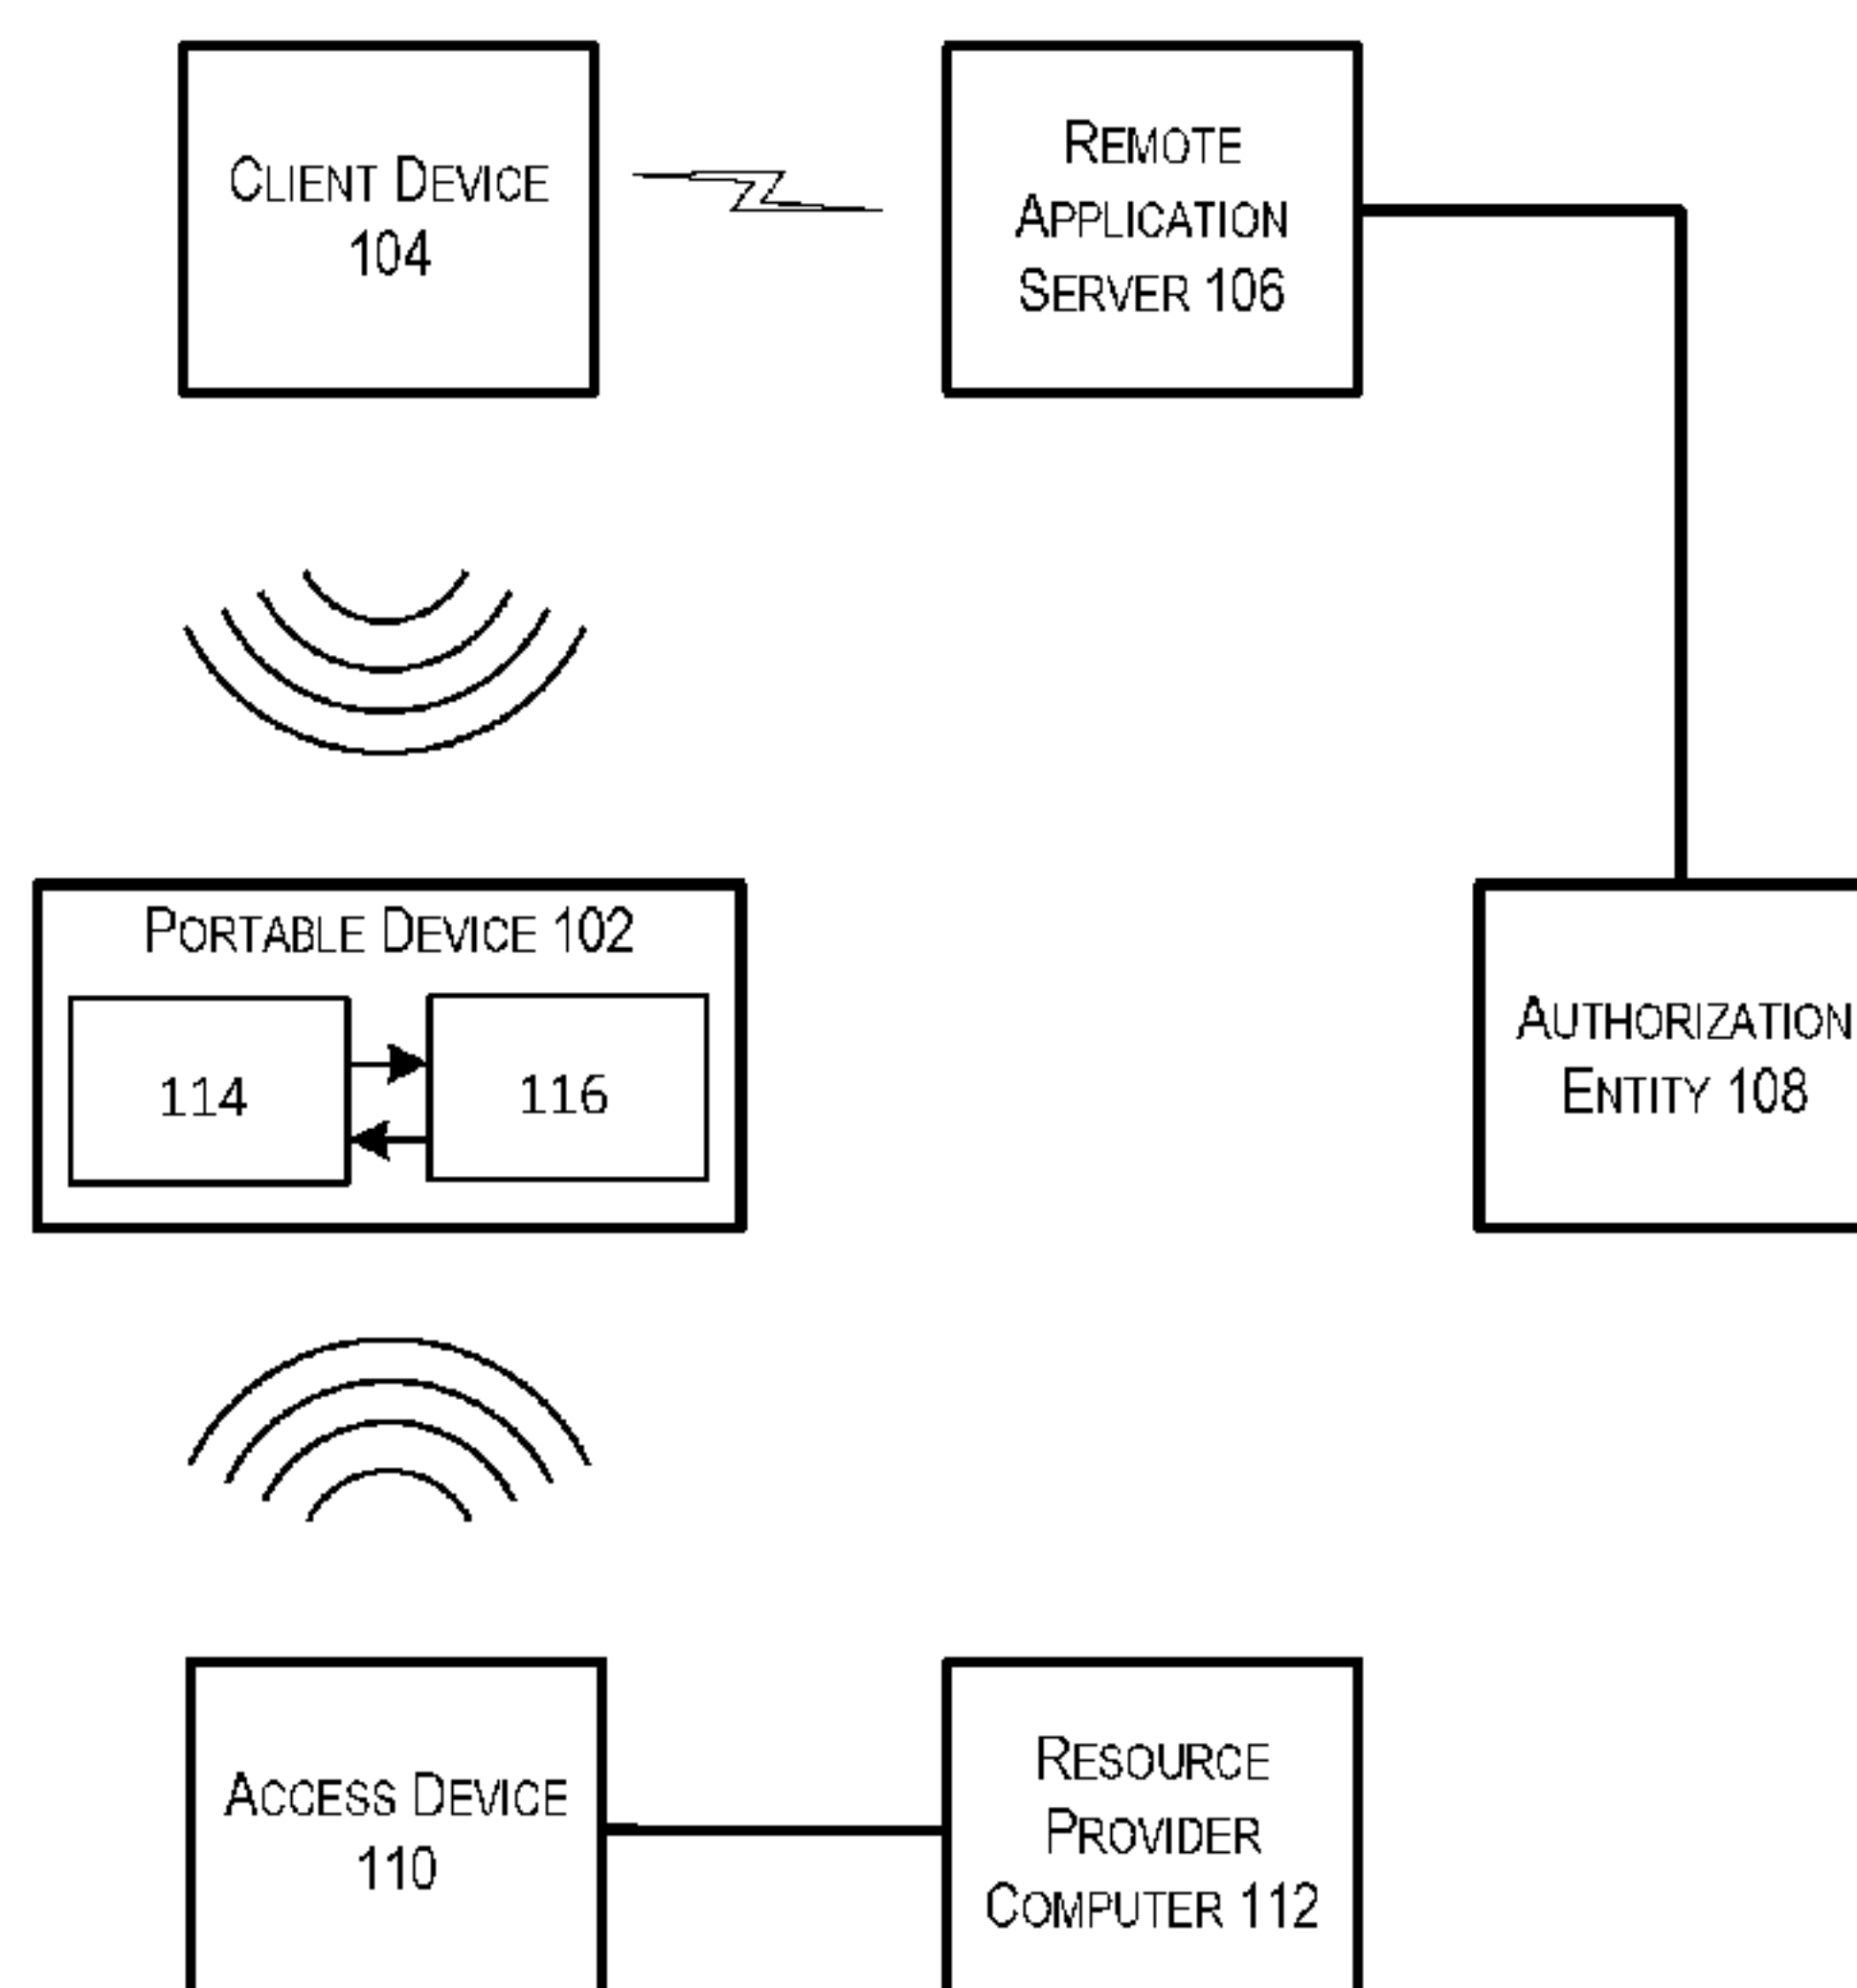 CLIENT DEVICE
104
REMOTE
APPLICATION
SERVER 106
PORTABLE DEVICE 102
114
116
AUTHORIZATION
ENTITY 108
ACCESS DEVICE
110
RESOURCE
PROVIDER
COMPUTER 112